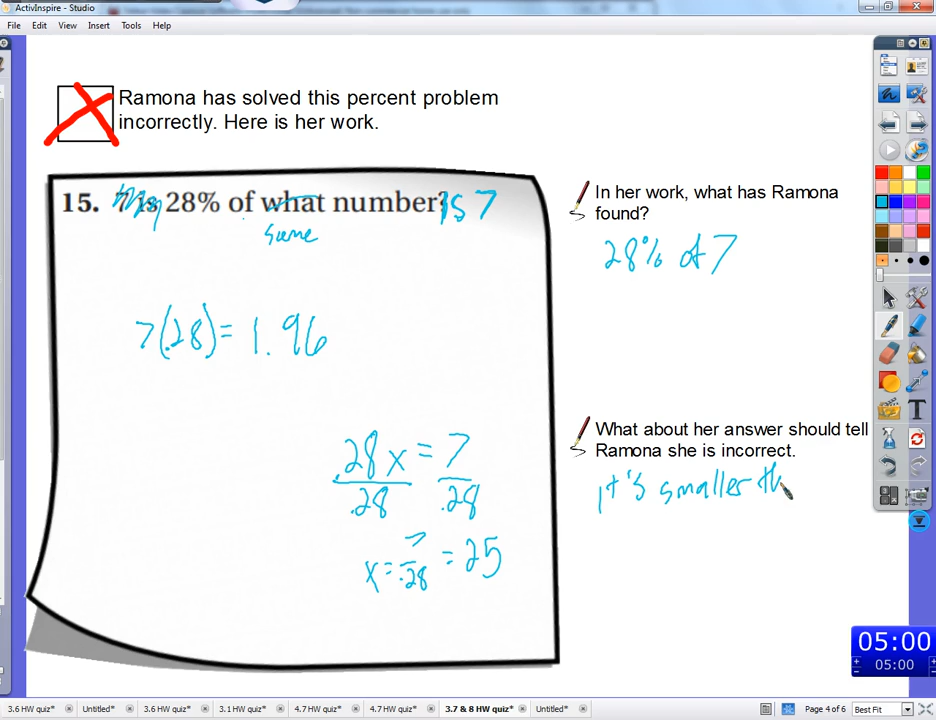 ActivInspire - Studio
File Edit View Insert Tools
Ramona has solved this percent problem
incorrectly. Here is her work.
15. 7 is 28% of what number? is 7
some
7(.28) = 1.96
.28x = 7
.28 .28
x = 7/.28 = 25
In her work, what has Ramona
found?
28% of 7
What about her answer should tell
Ramona she is incorrect.
It's smaller th
05:00
05:00
3.6 HW quiz* Untitled* 3.6 HW quiz* 3.1 HW quiz* 4.7 HW quiz* 4.7 HW quiz* 3.7 & 8 HW quiz* Untitled* Page 4 of 6 Best Fit